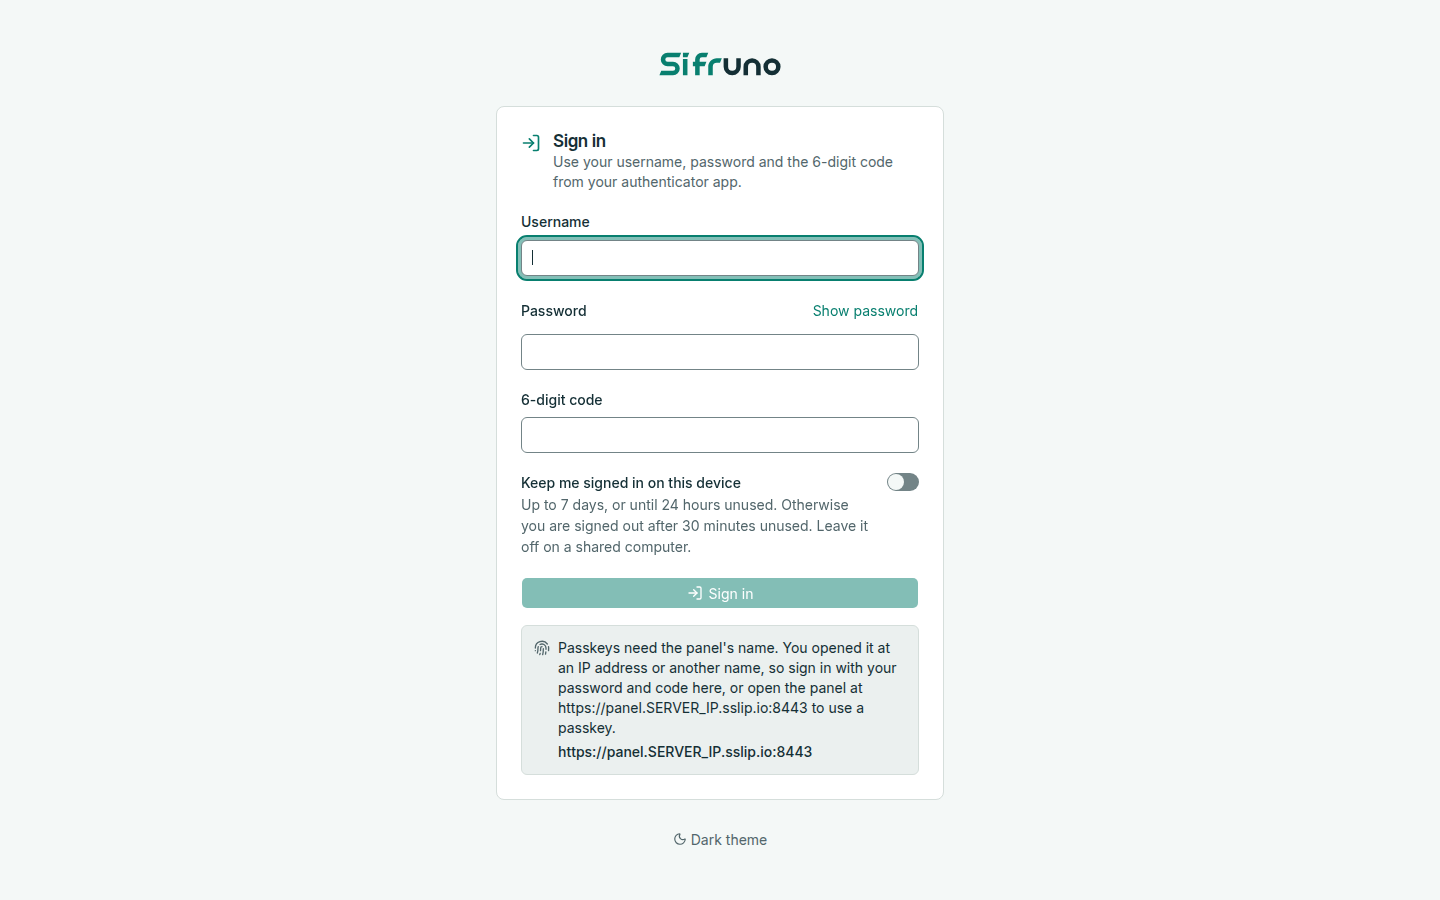 Sifruno
Sign in
Use your username, password and the 6-digit code
from your authenticator app.
Username
Password
Show password
6-digit code
Keep me signed in on this device
Up to 7 days, or until 24 hours unused. Otherwise
you are signed out after 30 minutes unused. Leave it
off on a shared computer.
Sign in
Passkeys need the panel's name. You opened it at
an IP address or another name, so sign in with your
password and code here, or open the panel at
https://panel.SERVER_IP.sslip.io:8443 to use a
passkey.
https://panel.SERVER_IP.sslip.io:8443
Dark theme